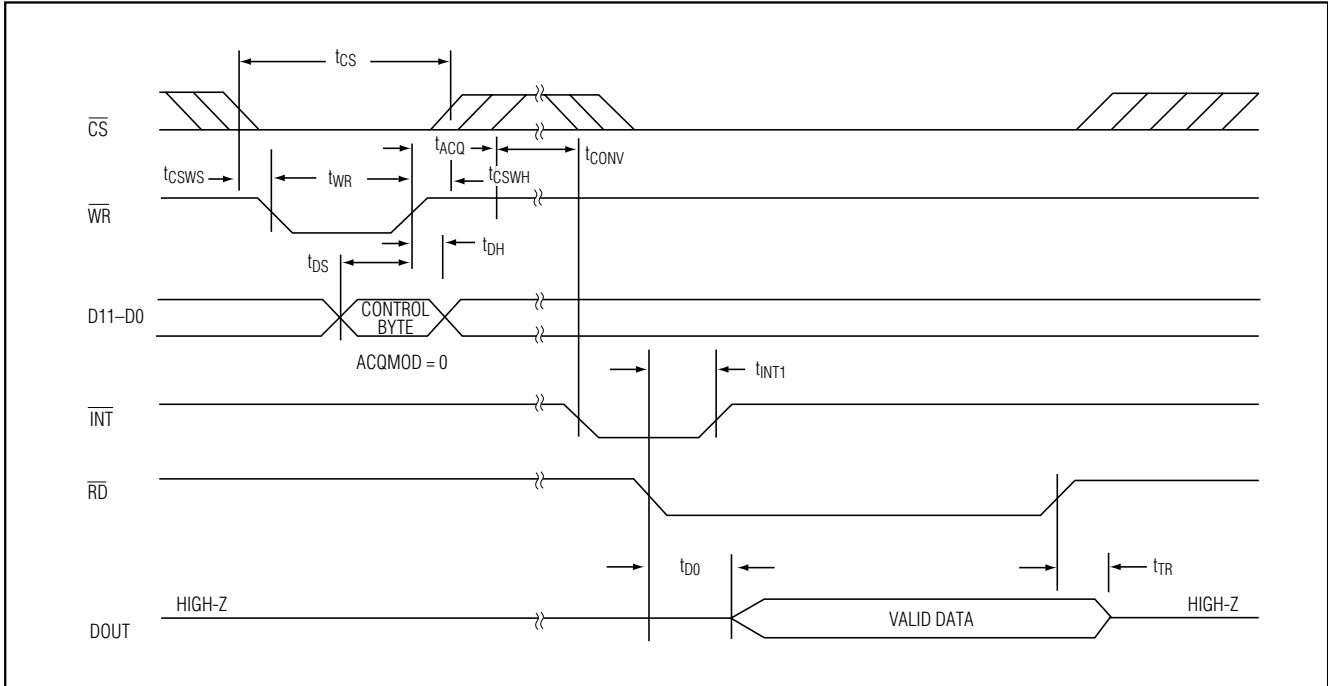 tCS
CS
tACQ
tCONV
tCSWS
tWR
tCSWH
WR
tDH
tDS
D11–D0
CONTROL
BYTE
ACQMOD = 0
tINT1
INT
RD
tD0
tTR
HIGH-Z
VALID DATA
HIGH-Z
DOUT